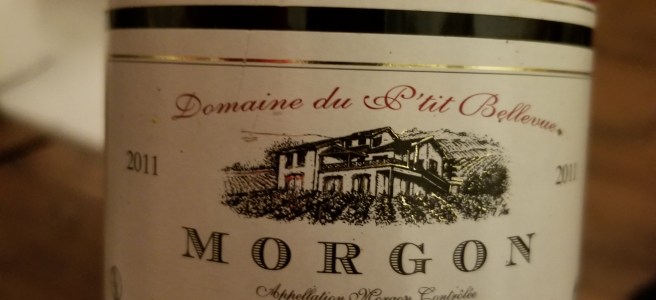 Domaine du P'tit Bellevue
2011 2011
MORGON
Appellation Morgon Contrôlée